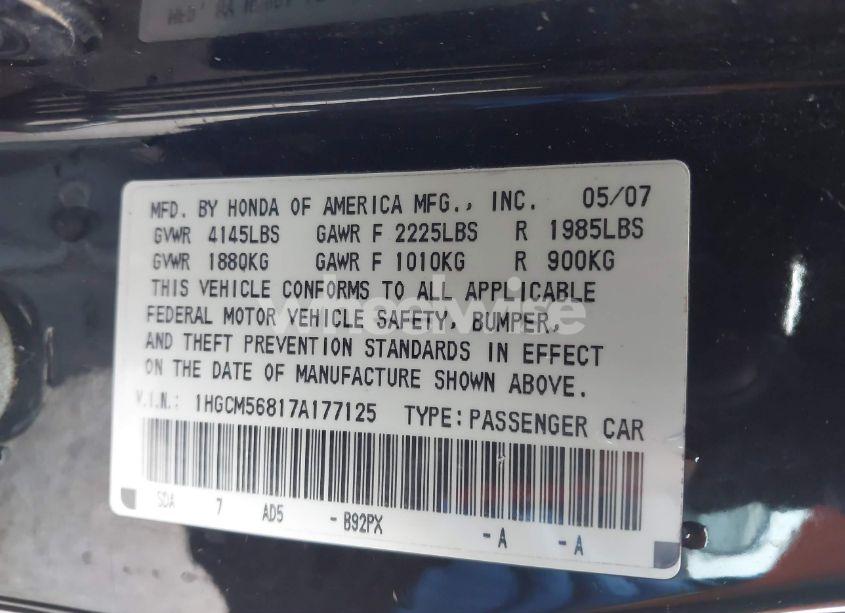 MFD. BY HONDA OF AMERICA MFG., INC. 05/07
GVWR 4145LBS GAWR F 2225LBS R 1985LBS
GVWR 1880KG GAWR F 1010KG R 900KG
THIS VEHICLE CONFORMS TO ALL APPLICABLE
FEDERAL MOTOR VEHICLE SAFETY, BUMPER,
AND THEFT PREVENTION STANDARDS IN EFFECT
ON THE DATE OF MANUFACTURE SHOWN ABOVE.
V.I.N.: 1HGCM56817A177125 TYPE: PASSENGER CAR
SDA 7 AD5 - B92PX - A - A
wheelwire